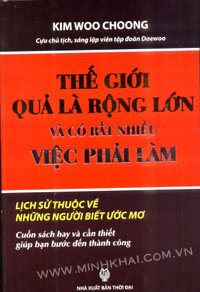 KIM WOO CHOONG
Cựu chủ tịch, sáng lập viên tập đoàn Daewoo
THẾ GIỚI
QUẢ LÀ RỘNG LỚN
VÀ CÓ RẤT NHIỀU
VIỆC PHẢI LÀM
LỊCH SỬ THUỘC VỀ
NHỮNG NGƯỜI BIẾT ƯỚC MƠ
Cuốn sách hay và cần thiết
giúp bạn bước đến thành công
WWW.MINHKHAI.COM.VN
NHÀ XUẤT BẢN THỜI ĐẠI